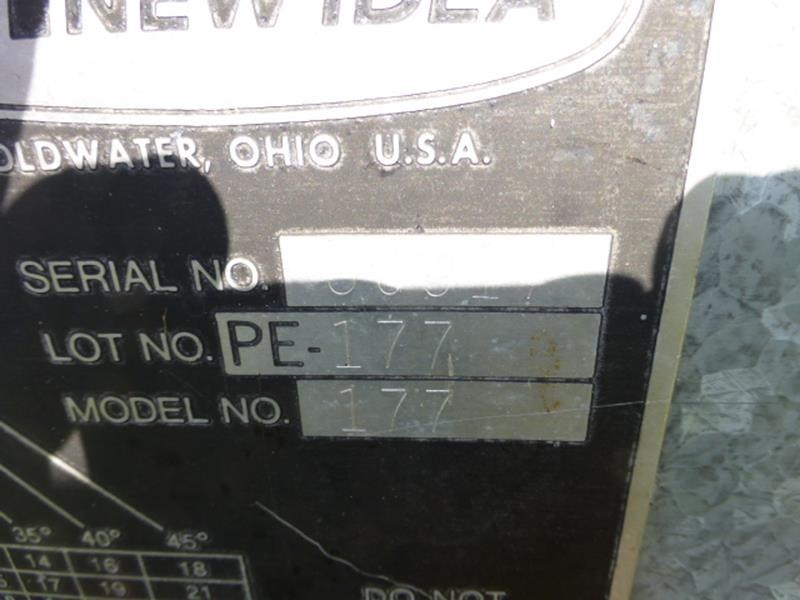 NEW IDEA
OLDWATER, OHIO U.S.A.
SERIAL NO.
LOT NO. PE-177
MODEL NO. 177
35° 40° 45°
14 16 18
17 19 21
DO NOT